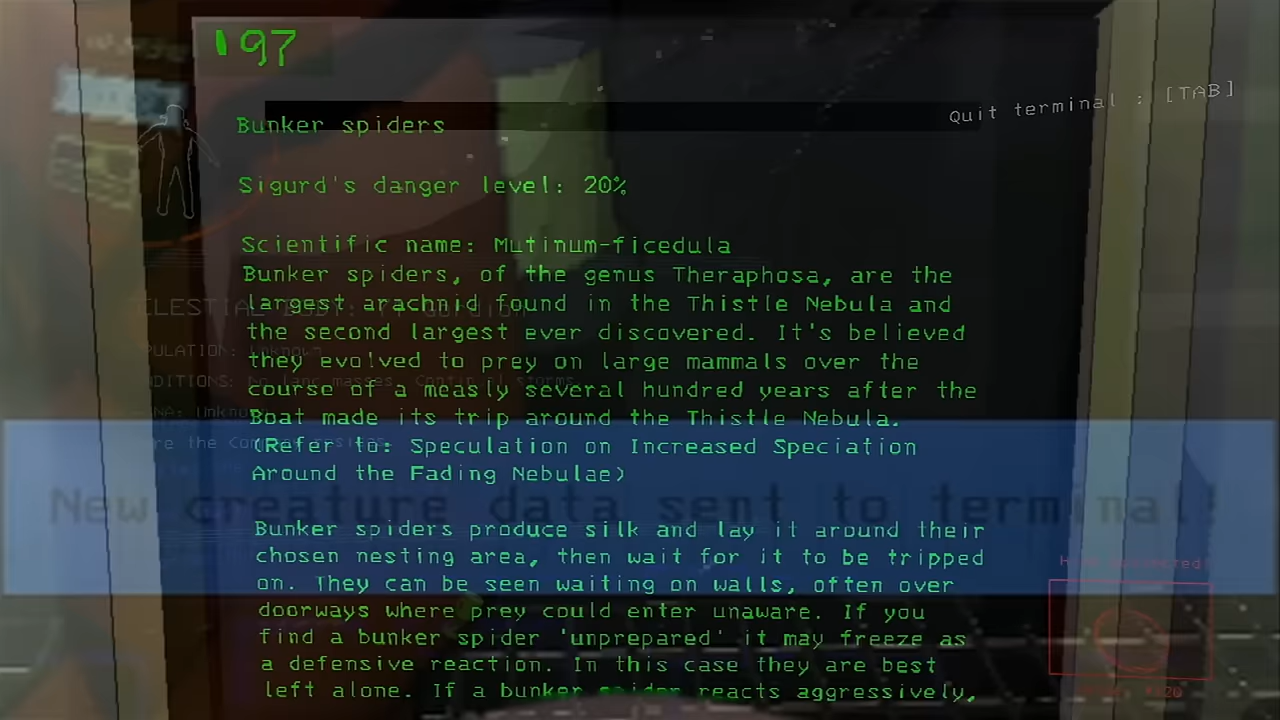 ▮97
Quit terminal : [TAB]
Bunker spiders
Sigurd's danger level: 20%
Scientific name: Mutinum-ficedula
Bunker spiders, of the genus Theraphosa, are the
largest arachnid found in the Thistle Nebula and
the second largest ever discovered. It's believed
they evolved to prey on large mammals over the
course of a measly several hundred years after the
Boat made its trip around the Thistle Nebula.
(Refer to: Speculation on Increased Speciation
Around the Fading Nebulae)
New creature data sent to terminal!
Bunker spiders produce silk and lay it around their
chosen nesting area, then wait for it to be tripped
on. They can be seen waiting on walls, often over
doorways where prey could enter unaware. If you
find a bunker spider 'unprepared' it may freeze as
a defensive reaction. In this case they are best
left alone. If a bunker spider reacts aggressively,